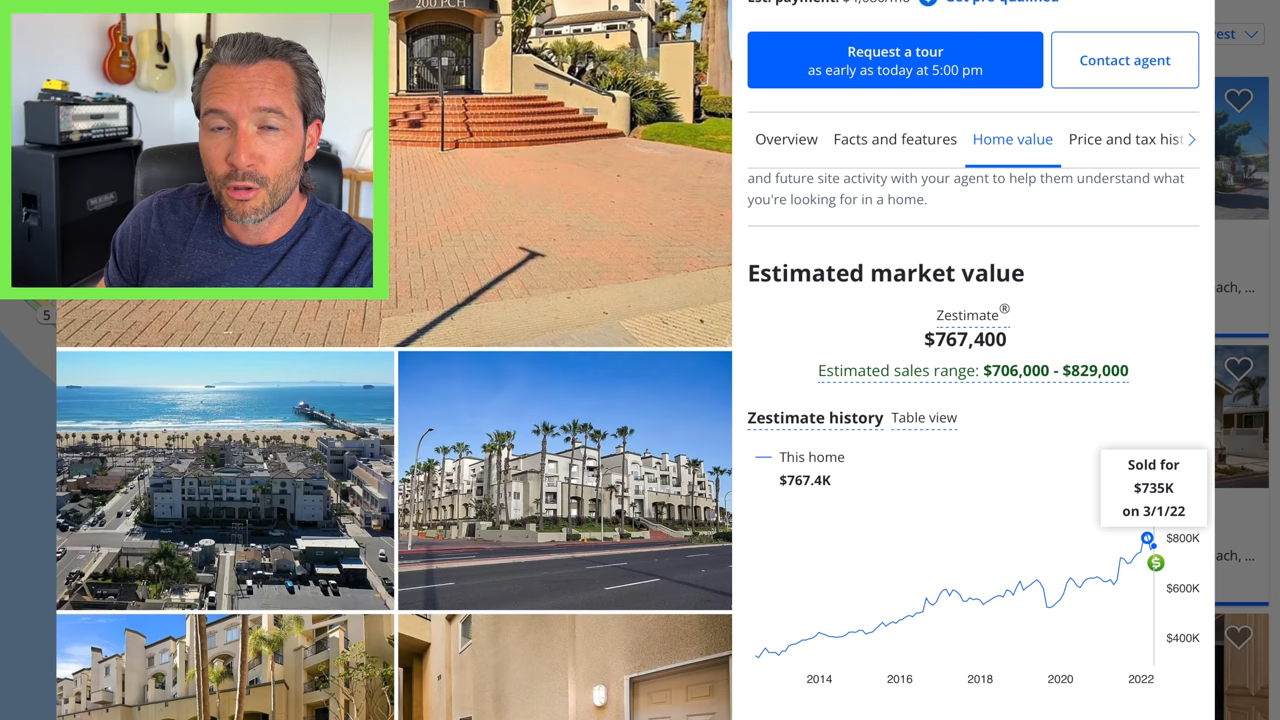 200 PCH
MESA
5
Request a tour
as early as today at 5:00 pm
Contact agent
Overview
Facts and features
Home value
Price and tax hist
and future site activity with your agent to help them understand what
you're looking for in a home.
Estimated market value
Zestimate®
$767,400
Estimated sales range: $706,000 - $829,000
Zestimate history
Table view
This home
$767.4K
Sold for
$735K
on 3/1/22
$800K
$600K
$400K
2014
2016
2018
2020
2022
est
ach, ...
ach, ...